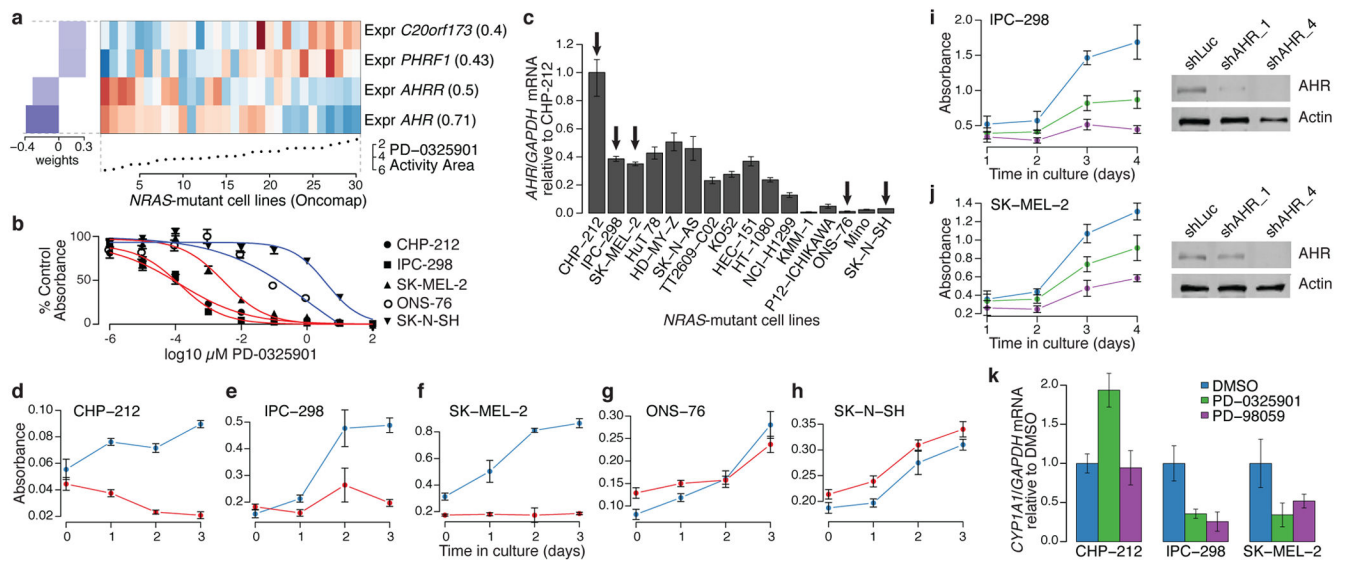 a
Expr C20orf173 (0.4)
Expr PHRF1 (0.43)
Expr AHRR (0.5)
Expr AHR (0.71)
−0.4 0 0.3
weights
2
4
6
PD-0325901
Activity Area
5 10 15 20 25 30
NRAS-mutant cell lines (Oncomap)
b
% Control
Absorbance
100
50
0
-6 -4 -2 0 2
log10 µM PD-0325901
CHP-212
IPC-298
SK-MEL-2
ONS-76
SK-N-SH
c
AHR/GAPDH mRNA
relative to CHP-212
1.2
1.0
0.8
0.6
0.4
0.2
0.0
CHP−212
IPC−298
SK−MEL−2
HuT 78
HD−MY−Z
SK−N−AS
TT2609−C02
KO52
HEC−151
HT−1080
NCI−H1299
KMM−1
P12−ICHIKAWA
ONS−76
Mino
SK−N−SH
NRAS-mutant cell lines
d
CHP−212
Absorbance
0.10
0.08
0.06
0.04
0.02
0 1 2 3
e
IPC−298
0.5
0.4
0.3
0.2
0 1 2 3
f
SK−MEL−2
0.8
0.6
0.4
0.2
0 1 2 3
Time in culture (days)
g
ONS−76
0.30
0.25
0.20
0.15
0.10
0 1 2 3
h
SK−N−SH
0.35
0.30
0.25
0.20
0 1 2 3
i
IPC−298
Absorbance
2.0
1.5
1.0
0.5
1 2 3 4
Time in culture (days)
shLuc
shAHR_1
shAHR_4
AHR
Actin
j
SK−MEL−2
Absorbance
1.4
1.2
1.0
0.8
0.6
0.4
0.2
1 2 3 4
Time in culture (days)
shLuc
shAHR_1
shAHR_4
AHR
Actin
k
CYP1A1/GAPDH mRNA
relative to DMSO
2.0
1.5
1.0
0.5
0.0
DMSO
PD-0325901
PD-98059
CHP−212
IPC−298
SK−MEL−2